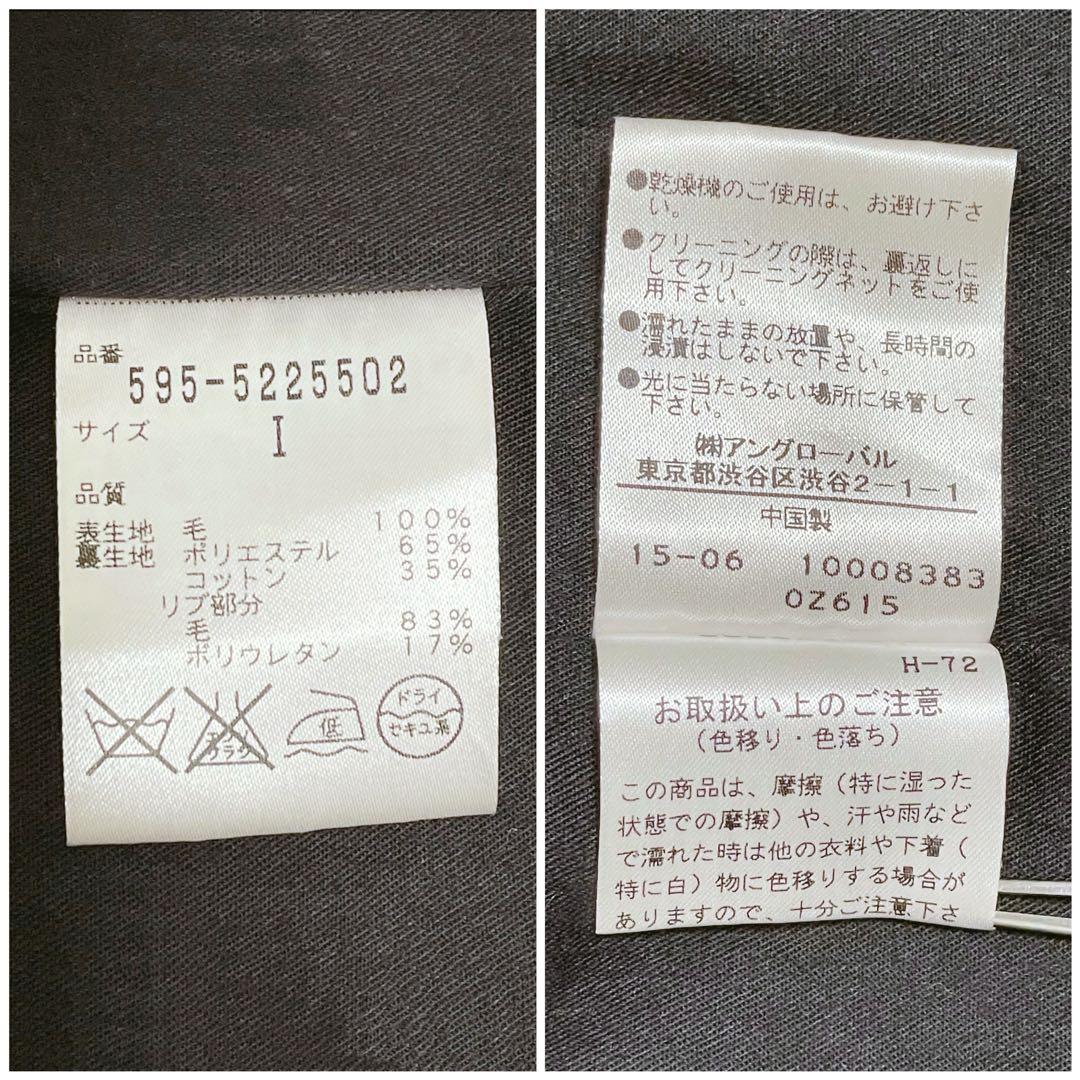 品番
595-5225502
サイズ I
品質
表生地 毛 100%
裏生地 ポリエステル 65%
コットン 35%
リブ部分
毛 83%
ポリウレタン 17%
エンソ
サラシ
低
ドライ
セキユ系
●乾燥機のご使用は、お避け下さ
い。
●クリーニングの際は、裏返しに
してクリーニングネットをご使
用下さい。
●濡れたままの放置や、長時間の
浸漬はしないで下さい。
●光に当たらない場所に保管して
下さい。
㈱アングローバル
東京都渋谷区渋谷2-1-1
中国製
15-06 10008383
0Z615
H-72
お取扱い上のご注意
(色移り・色落ち)
この商品は、摩擦(特に湿った
状態での摩擦)や、汗や雨など
で濡れた時は他の衣料や下着(
特に白)物に色移りする場合が
ありますので、十分ご注意下さ